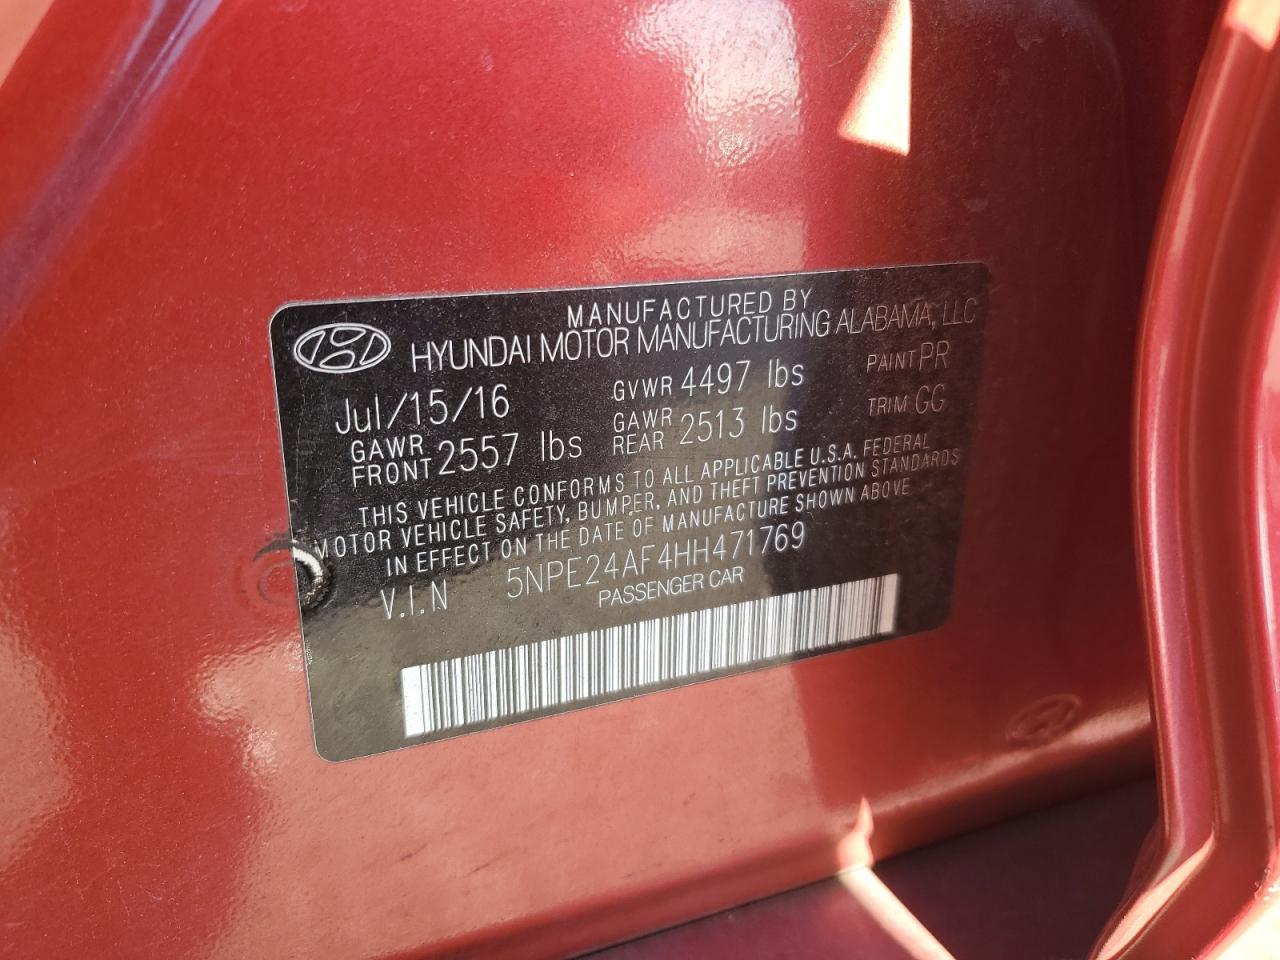 MANUFACTURED BY
HYUNDAI MOTOR MANUFACTURING ALABAMA, LLC
Jul/15/16 GVWR 4497 lbs PAINT PR
GAWR FRONT 2557 lbs GAWR REAR 2513 lbs TRIM GG
THIS VEHICLE CONFORMS TO ALL APPLICABLE U.S.A. FEDERAL
MOTOR VEHICLE SAFETY, BUMPER, AND THEFT PREVENTION STANDARDS
IN EFFECT ON THE DATE OF MANUFACTURE SHOWN ABOVE
V.I.N 5NPE24AF4HH471769
PASSENGER CAR